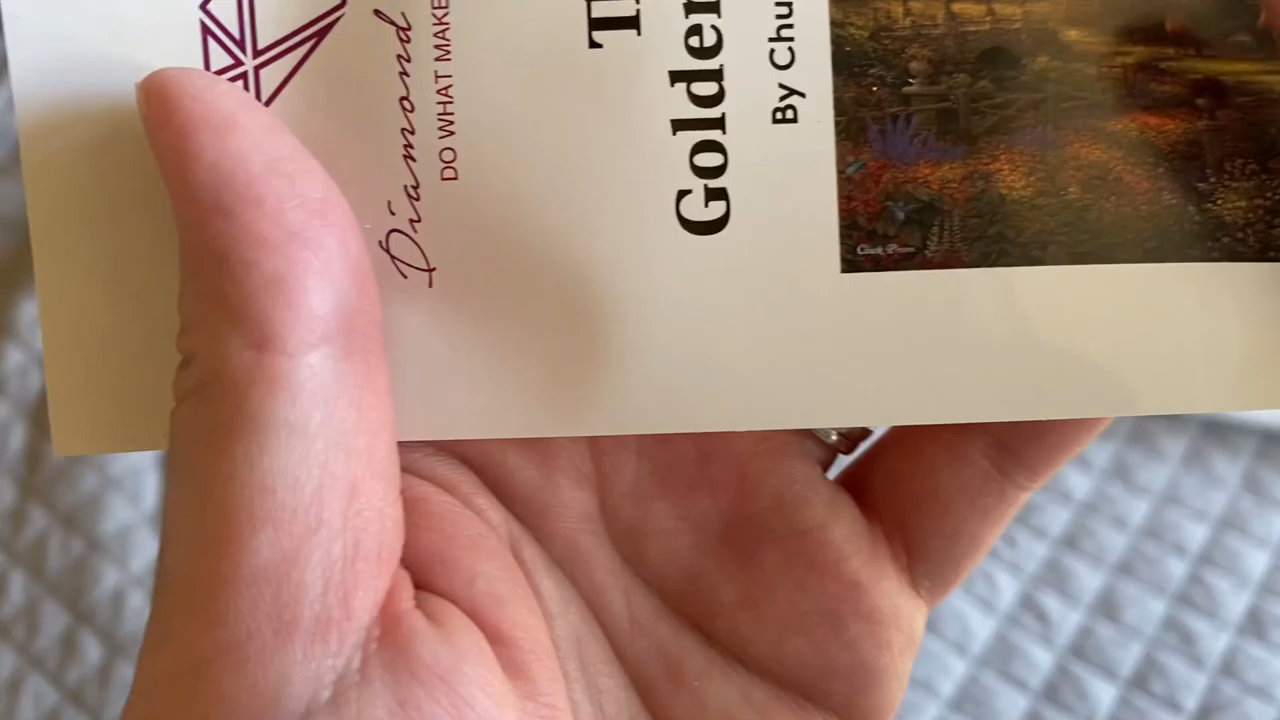 Diamond
DO WHAT MAKE
T
Golden
By Chu